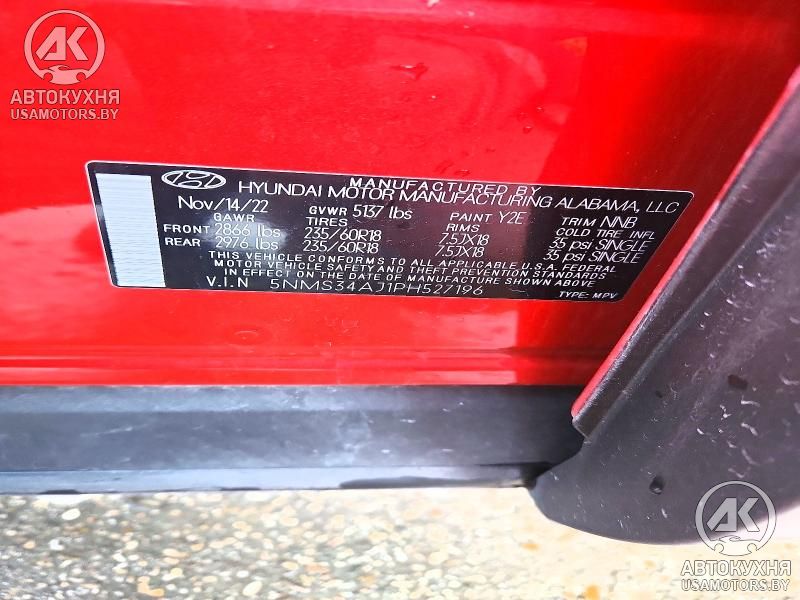 АК
АВТОКУХНЯ
USAMOTORS.BY
MANUFACTURED BY
HYUNDAI MOTOR MANUFACTURING ALABAMA, LLC
Nov/14/22 GVWR 5137 lbs PAINT Y2E TRIM NNB
GAWR TIRES RIMS COLD TIRE INFL
FRONT 2866 lbs 235/60R18 7.5JX18 35 psi SINGLE
REAR 2976 lbs 235/60R18 7.5JX18 35 psi SINGLE
THIS VEHICLE CONFORMS TO ALL APPLICABLE U.S.A. FEDERAL
MOTOR VEHICLE SAFETY AND THEFT PREVENTION STANDARDS
IN EFFECT ON THE DATE OF MANUFACTURE SHOWN ABOVE.
V.I.N 5NMS34AJ1PH527196 TYPE: MPV
АК
АВТОКУХНЯ
USAMOTORS.BY